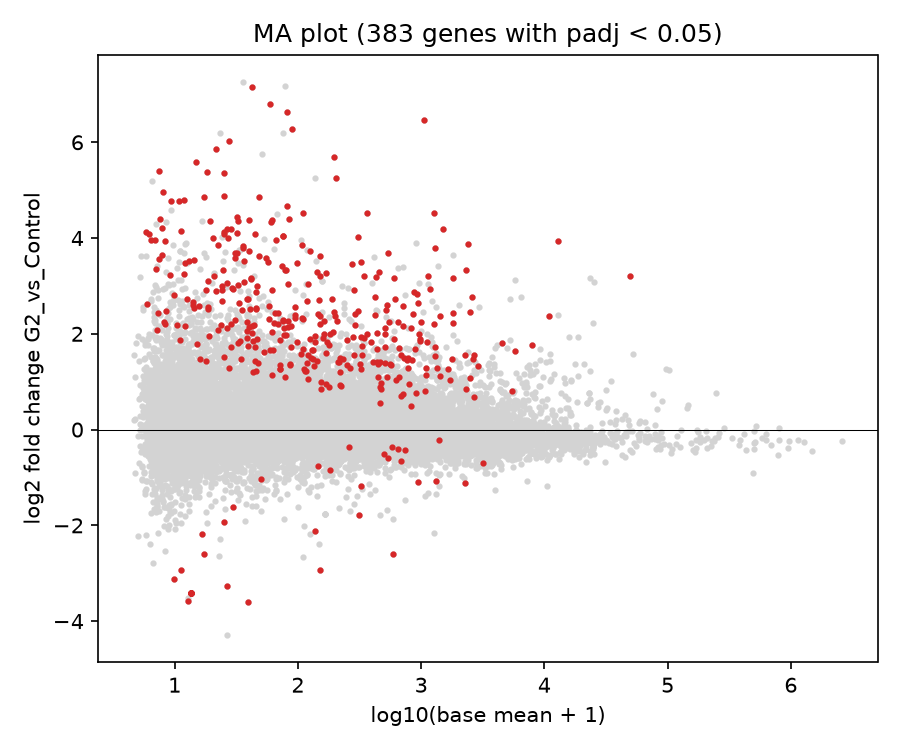 MA plot (383 genes with padj < 0.05)
log2 fold change G2_vs_Control
6
4
2
0
−2
−4
1 2 3 4 5 6
log10(base mean + 1)